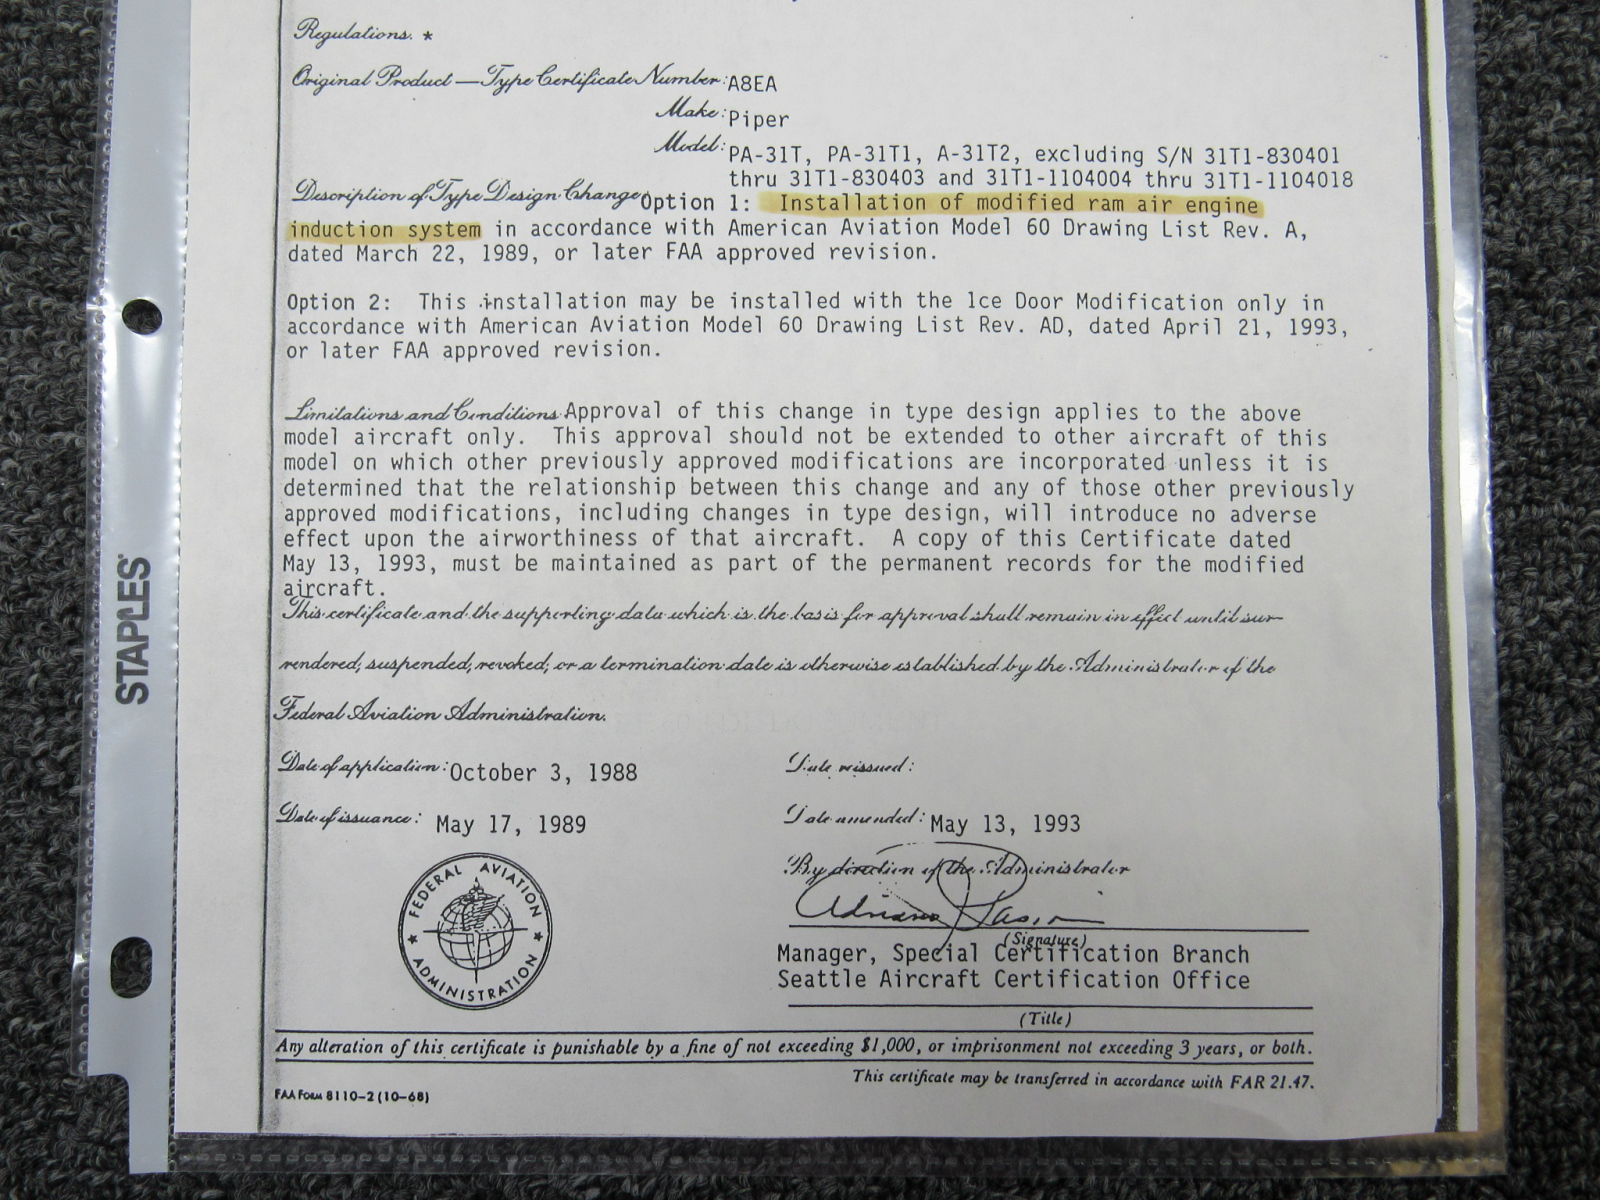 Regulations. *
Original Product — Type Certificate Number: A8EA
Make: Piper
Model: PA-31T, PA-31T1, A-31T2, excluding S/N 31T1-830401
thru 31T1-830403 and 31T1-1104004 thru 31T1-1104018
Description of Type Design Change Option 1: Installation of modified ram air engine
induction system in accordance with American Aviation Model 60 Drawing List Rev. A,
dated March 22, 1989, or later FAA approved revision.
Option 2: This installation may be installed with the Ice Door Modification only in
accordance with American Aviation Model 60 Drawing List Rev. AD, dated April 21, 1993,
or later FAA approved revision.
Limitations and Conditions Approval of this change in type design applies to the above
model aircraft only. This approval should not be extended to other aircraft of this
model on which other previously approved modifications are incorporated unless it is
determined that the relationship between this change and any of those other previously
approved modifications, including changes in type design, will introduce no adverse
effect upon the airworthiness of that aircraft. A copy of this Certificate dated
May 13, 1993, must be maintained as part of the permanent records for the modified
aircraft.
This certificate and the supporting data which is the basis for approval shall remain in effect until sur-
rendered, suspended, revoked, or a termination date is otherwise established by the Administrator of the
Federal Aviation Administration.
Date of application: October 3, 1988
Date reissued:
Date of issuance: May 17, 1989
Date amended: May 13, 1993
By direction of the Administrator
(Signature)
Manager, Special Certification Branch
Seattle Aircraft Certification Office
(Title)
FEDERAL AVIATION
★ ADMINISTRATION ★
Any alteration of this certificate is punishable by a fine of not exceeding $1,000, or imprisonment not exceeding 3 years, or both.
This certificate may be transferred in accordance with FAR 21.47.
FAA Form 8110-2 (10-68)
STAPLES